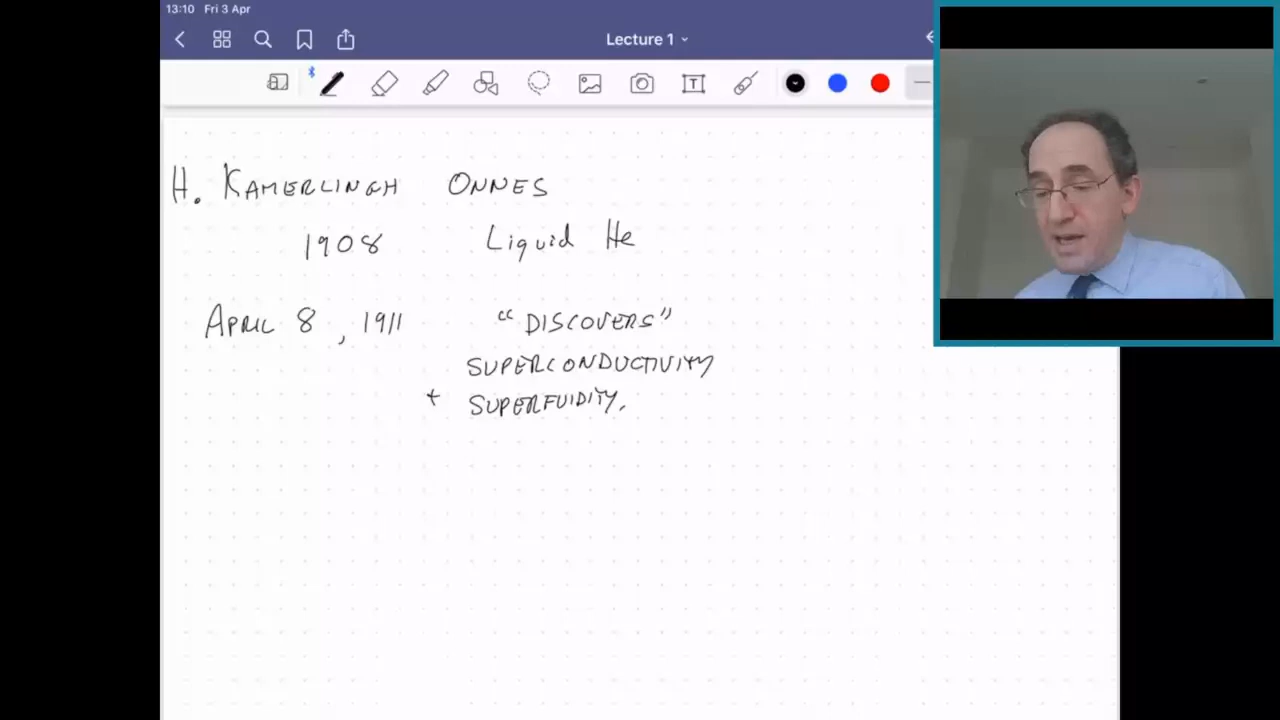 13:10 Fri 3 Apr
Lecture 1
T
H. KAMERLINGH ONNES
1908 Liquid He
APRIL 8, 1911 "DISCOVERS"
SUPERCONDUCTIVITY
+ SUPERFUIDITY.